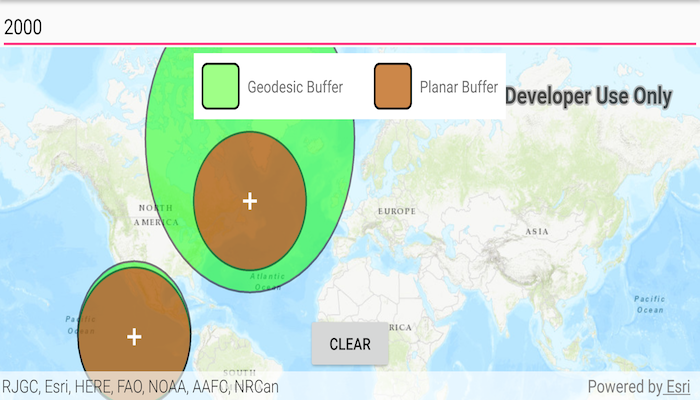 2000
Geodesic Buffer
Planar Buffer
Developer Use Only
NORTH
AMERICA
EUROPE
ASIA
Atlantic
Ocean
Pacific
Ocean
Pacific
Ocean
CLEAR
RICA
SOUTH
RJGC, Esri, HERE, FAO, NOAA, AAFC, NRCan
Powered by Esri